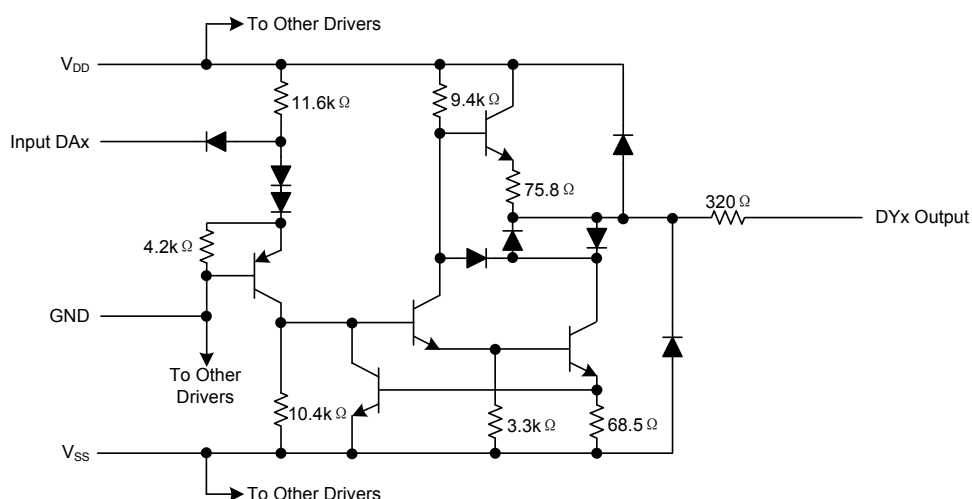 To Other Drivers
VDD
11.6kΩ
9.4kΩ
Input DAx
75.8Ω
320Ω
DYx Output
4.2kΩ
GND
To Other
Drivers
10.4kΩ
3.3kΩ
68.5Ω
VSS
To Other Drivers